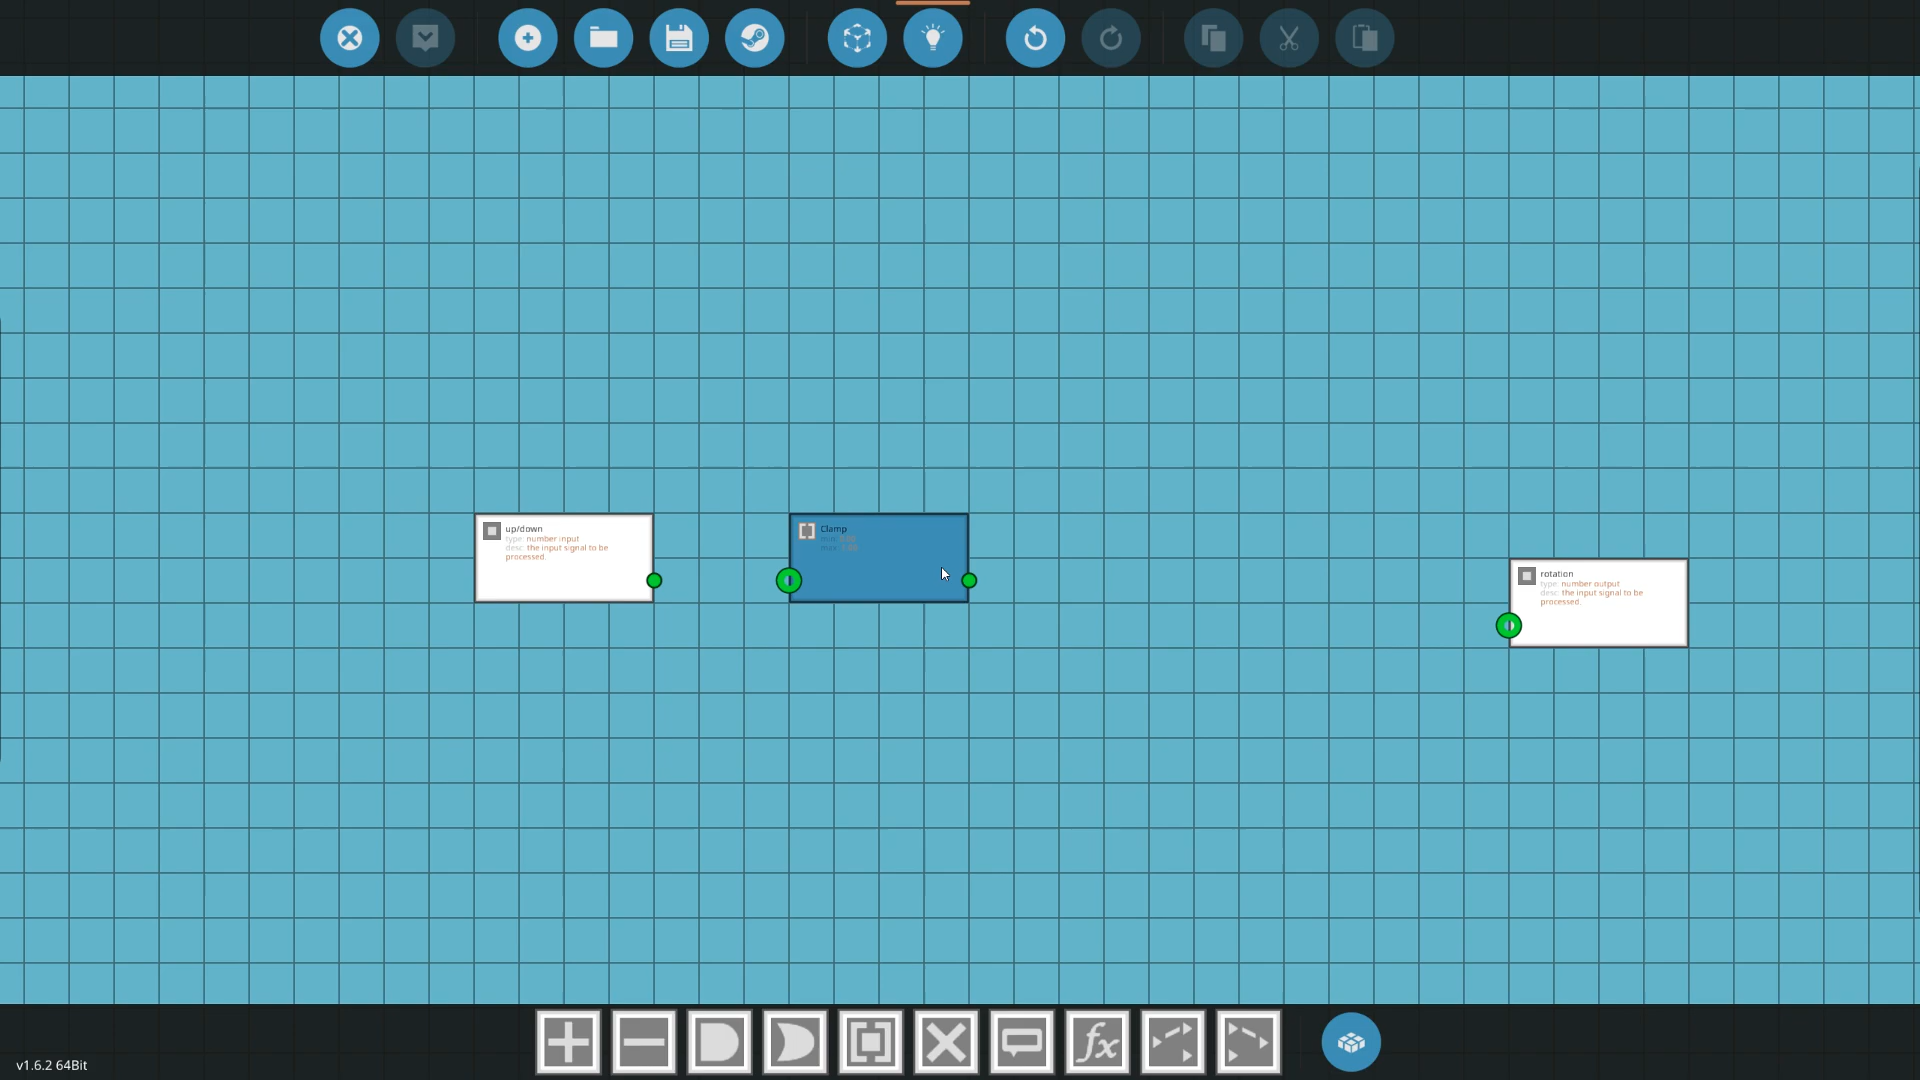 up/down
type: number input
desc: the input signal to be
processed.
Clamp
rotation
type: number output
desc: the input signal to be
processed.
fx
v1.6.2 64Bit